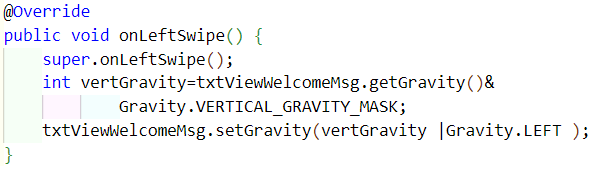 @Override
public void onLeftSwipe() {
    super.onLeftSwipe();
    int vertGravity=txtViewWelcomeMsg.getGravity()&
            Gravity.VERTICAL_GRAVITY_MASK;
    txtViewWelcomeMsg.setGravity(vertGravity |Gravity.LEFT );
}